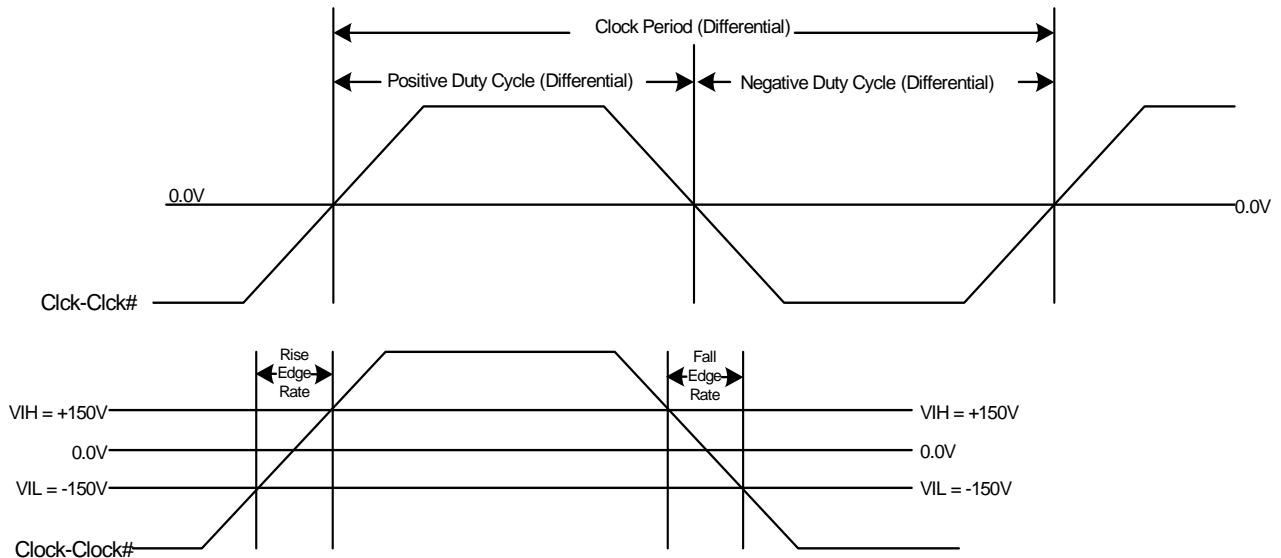 Clock Period (Differential)
Positive Duty Cycle (Differential)
Negative Duty Cycle (Differential)
0.0V
0.0V
Clck-Clck#
Rise
Edge
Rate
Fall
Edge
Rate
VIH = +150V
VIH = +150V
0.0V
0.0V
VIL = -150V
VIL = -150V
Clock-Clock#